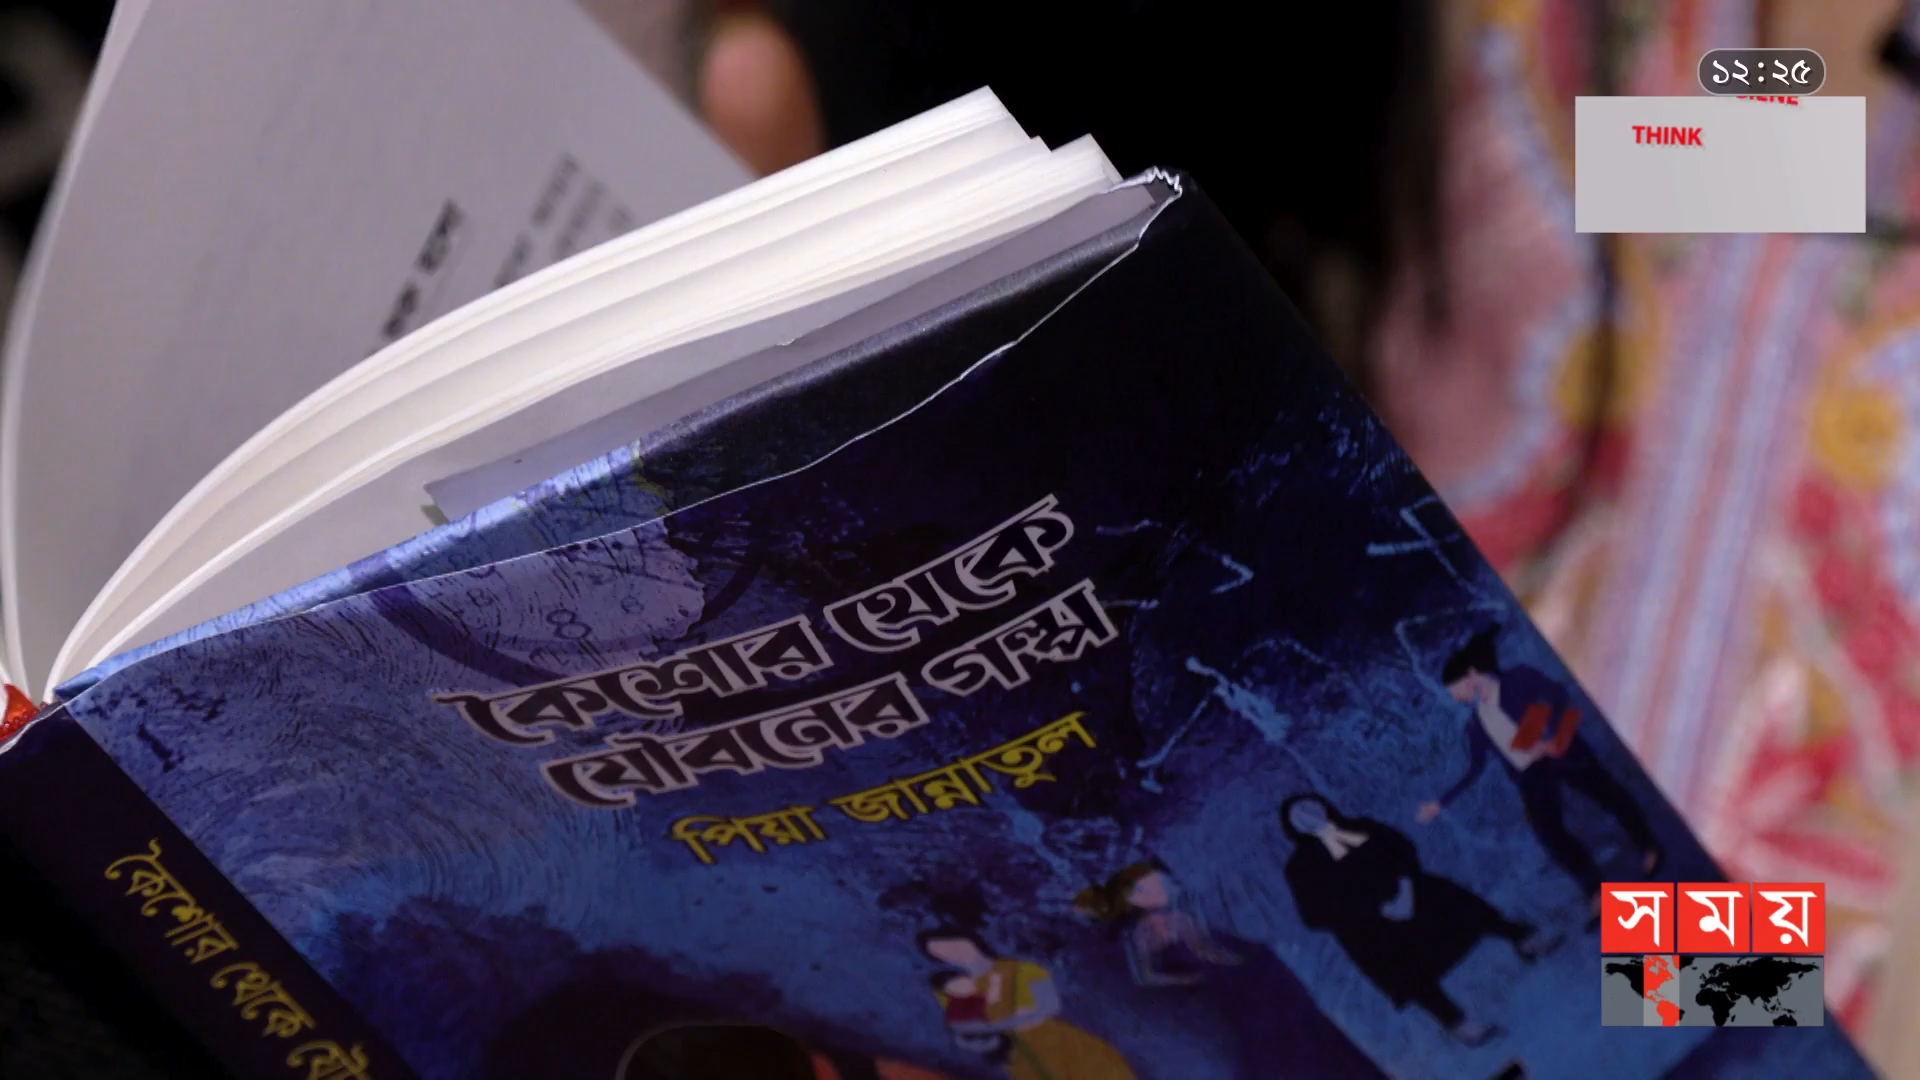 ১২:২৫
THINK
কৈশোর থেকে
যৌবনের গল্প
পিয়া জান্নাতুল
কৈশোর থেকে
সময়